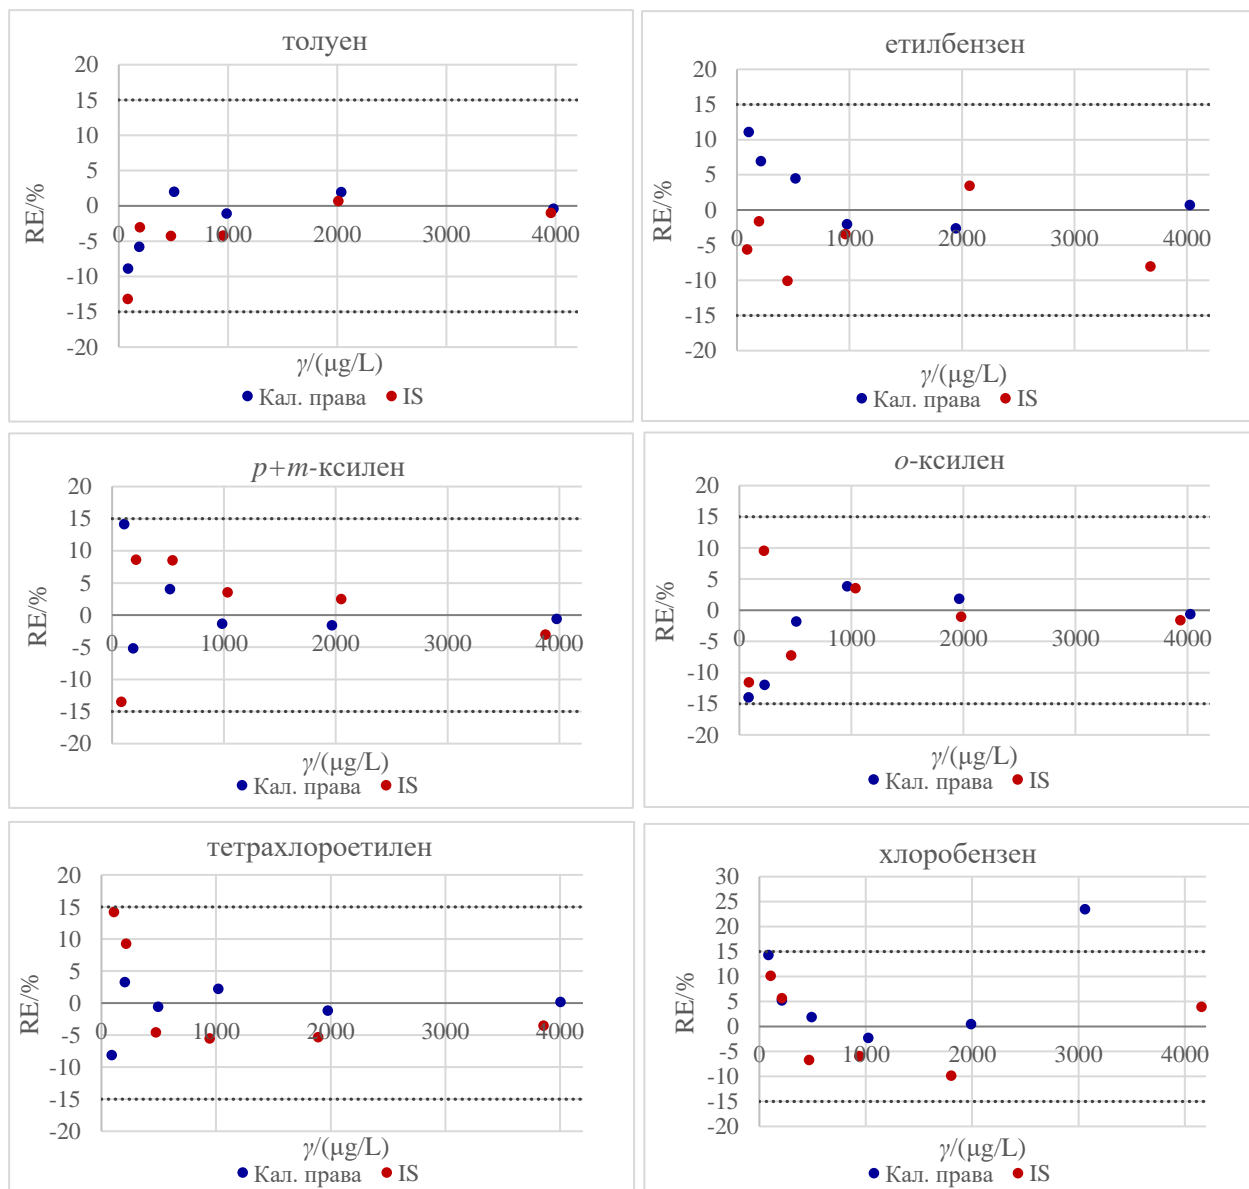 толуен
20
15
10
5
0
-5
-10
-15
-20
0 1000 2000 3000 4000
RE/%
γ/(μg/L)
Кал. права IS
етилбензен
20
15
10
5
0
-5
-10
-15
-20
0 1000 2000 3000 4000
RE/%
γ/(μg/L)
Кал. права IS
p+m-ксилен
20
15
10
5
0
-5
-10
-15
-20
0 1000 2000 3000 4000
RE/%
γ/(μg/L)
Кал. права IS
o-ксилен
20
15
10
5
0
-5
-10
-15
-20
0 1000 2000 3000 4000
RE/%
γ/(μg/L)
Кал. права IS
тетрахлороетилен
20
15
10
5
0
-5
-10
-15
-20
0 1000 2000 3000 4000
RE/%
γ/(μg/L)
Кал. права IS
хлоробензен
30
25
20
15
10
5
0
-5
-10
-15
-20
0 1000 2000 3000 4000
RE/%
γ/(μg/L)
Кал. права IS